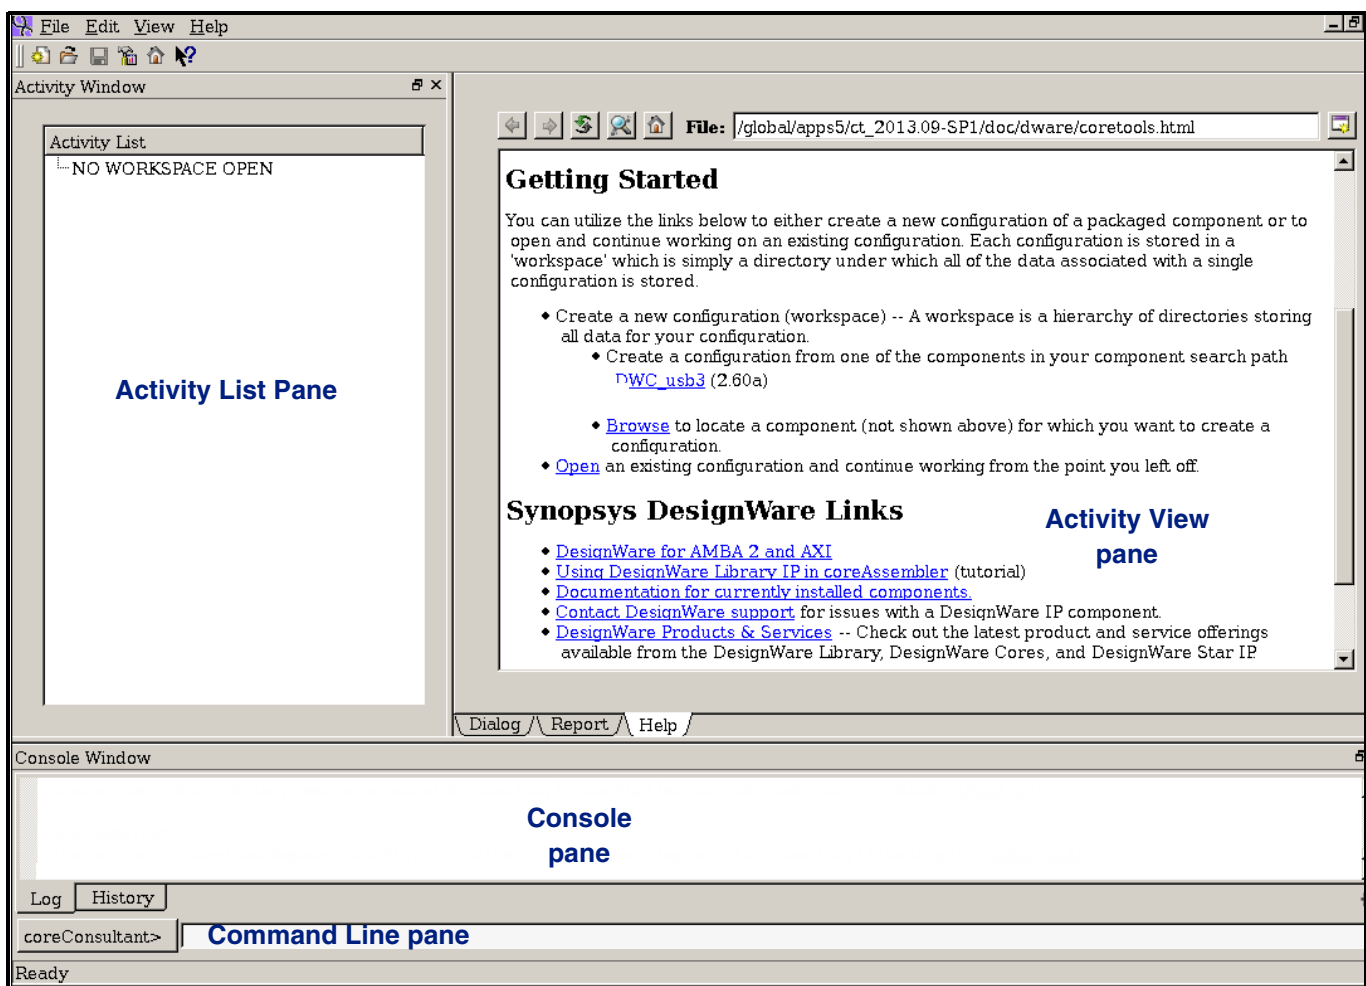 File Edit View Help
Activity Window
Activity List
NO WORKSPACE OPEN
Activity List Pane
File: /global/apps5/ct_2013.09-SP1/doc/dware/coretools.html
Getting Started
You can utilize the links below to either create a new configuration of a packaged component or to
open and continue working on an existing configuration. Each configuration is stored in a
'workspace' which is simply a directory under which all of the data associated with a single
configuration is stored.
Create a new configuration (workspace) -- A workspace is a hierarchy of directories storing
all data for your configuration.
Create a configuration from one of the components in your component search path
DWC_usb3 (2.60a)
Browse to locate a component (not shown above) for which you want to create a
configuration.
Open an existing configuration and continue working from the point you left off.
Synopsys DesignWare Links
Activity View
pane
DesignWare for AMBA 2 and AXI
Using DesignWare Library IP in coreAssembler (tutorial)
Documentation for currently installed components.
Contact DesignWare support for issues with a DesignWare IP component.
DesignWare Products & Services -- Check out the latest product and service offerings
available from the DesignWare Library, DesignWare Cores, and DesignWare Star IP.
Dialog Report Help
Console Window
Console
pane
Log History
coreConsultant> Command Line pane
Ready